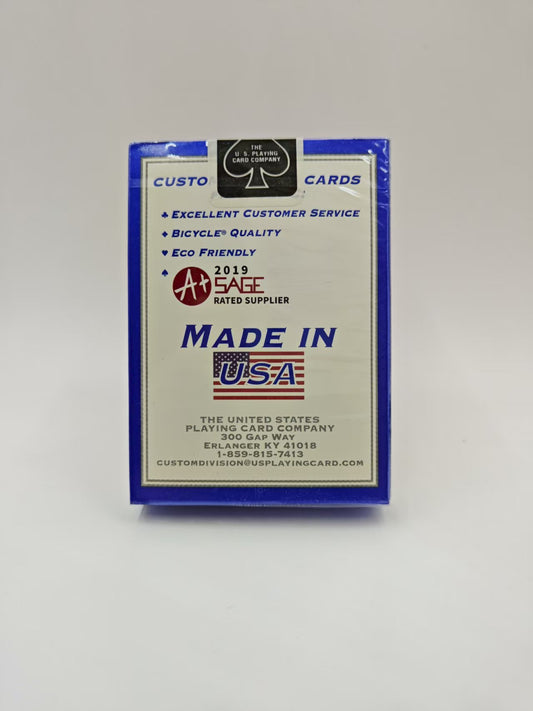 THE
U. S. PLAYING
CARD COMPANY
CUSTO CARDS
♣ EXCELLENT CUSTOMER SERVICE
♦ BICYCLE® QUALITY
♥ ECO FRIENDLY
♠ A+ 2019
SAGE
RATED SUPPLIER
MADE IN
USA
THE UNITED STATES
PLAYING CARD COMPANY
300 GAP WAY
ERLANGER KY 41018
1-859-815-7413
CUSTOMDIVISION@USPLAYINGCARD.COM